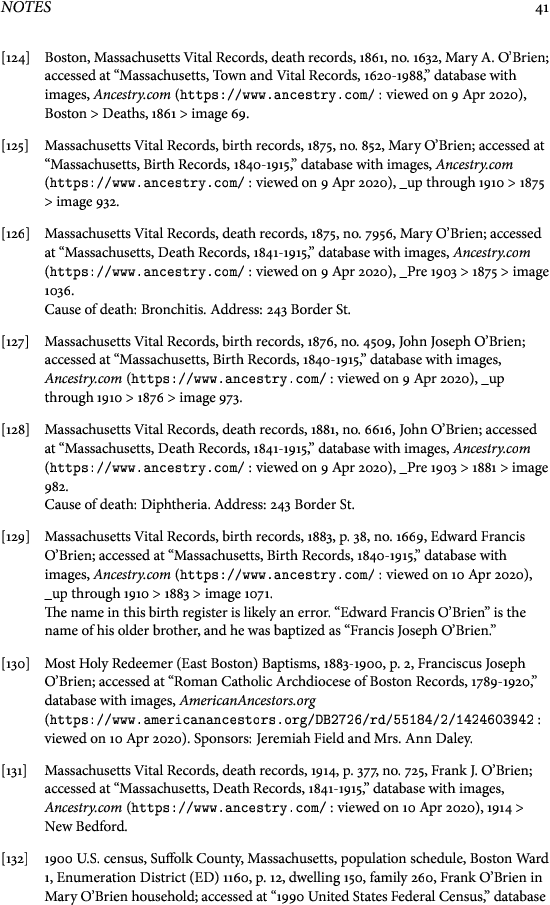 NOTES 41
[124] Boston, Massachusetts Vital Records, death records, 1861, no. 1632, Mary A. O’Brien;
accessed at “Massachusetts, Town and Vital Records, 1620-1988,” database with
images, Ancestry.com (https://www.ancestry.com/ : viewed on 9 Apr 2020),
Boston > Deaths, 1861 > image 69.
[125] Massachusetts Vital Records, birth records, 1875, no. 852, Mary O’Brien; accessed at
“Massachusetts, Birth Records, 1840-1915,” database with images, Ancestry.com
(https://www.ancestry.com/ : viewed on 9 Apr 2020), _up through 1910 > 1875
> image 932.
[126] Massachusetts Vital Records, death records, 1875, no. 7956, Mary O’Brien; accessed
at “Massachusetts, Death Records, 1841-1915,” database with images, Ancestry.com
(https://www.ancestry.com/ : viewed on 9 Apr 2020), _Pre 1903 > 1875 > image
1036.
Cause of death: Bronchitis. Address: 243 Border St.
[127] Massachusetts Vital Records, birth records, 1876, no. 4509, John Joseph O’Brien;
accessed at “Massachusetts, Birth Records, 1840-1915,” database with images,
Ancestry.com (https://www.ancestry.com/ : viewed on 9 Apr 2020), _up
through 1910 > 1876 > image 973.
[128] Massachusetts Vital Records, death records, 1881, no. 6616, John O’Brien; accessed
at “Massachusetts, Death Records, 1841-1915,” database with images, Ancestry.com
(https://www.ancestry.com/ : viewed on 9 Apr 2020), _Pre 1903 > 1881 > image
982.
Cause of death: Diphtheria. Address: 243 Border St.
[129] Massachusetts Vital Records, birth records, 1883, p. 38, no. 1669, Edward Francis
O’Brien; accessed at “Massachusetts, Birth Records, 1840-1915,” database with
images, Ancestry.com (https://www.ancestry.com/ : viewed on 10 Apr 2020),
_up through 1910 > 1883 > image 1071.
The name in this birth register is likely an error. “Edward Francis O’Brien” is the
name of his older brother, and he was baptized as “Francis Joseph O’Brien.”
[130] Most Holy Redeemer (East Boston) Baptisms, 1883-1900, p. 2, Franciscus Joseph
O’Brien; accessed at “Roman Catholic Archdiocese of Boston Records, 1789-1920,”
database with images, AmericanAncestors.org
(https://www.americanancestors.org/DB2726/rd/55184/2/1424603942 :
viewed on 10 Apr 2020). Sponsors: Jeremiah Field and Mrs. Ann Daley.
[131] Massachusetts Vital Records, death records, 1914, p. 377, no. 725, Frank J. O’Brien;
accessed at “Massachusetts, Death Records, 1841-1915,” database with images,
Ancestry.com (https://www.ancestry.com/ : viewed on 10 Apr 2020), 1914 >
New Bedford.
[132] 1900 U.S. census, Suffolk County, Massachusetts, population schedule, Boston Ward
1, Enumeration District (ED) 1160, p. 12, dwelling 150, family 260, Frank O’Brien in
Mary O’Brien household; accessed at “1990 United States Federal Census,” database